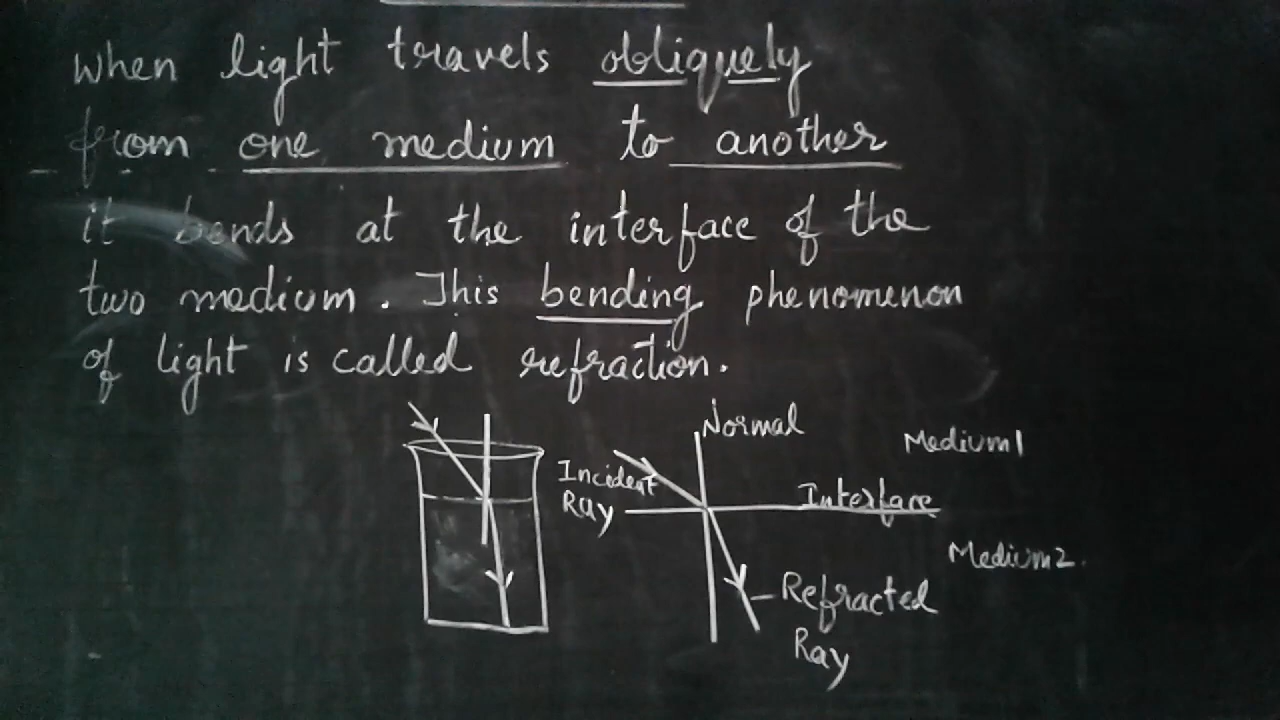 When light travels obliquely
from one medium to another
it bends at the interface of the
two medium. This bending phenomenon
of light is called refraction.
Normal
Medium1
Incident
Ray
Interface
Medium2.
Refracted
Ray